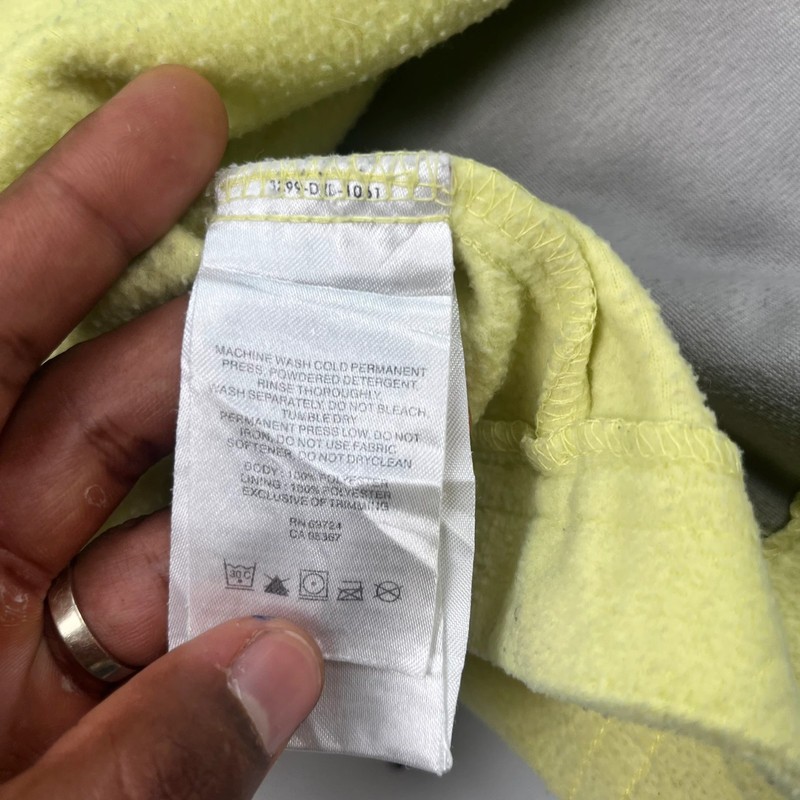 MACHINE WASH COLD PERMANENT
PRESS, POWDERED DETERGENT.
RINSE THOROUGHLY.
WASH SEPARATELY, DO NOT BLEACH,
TUMBLE DRY
PERMANENT PRESS LOW, DO NOT
IRON, DO NOT USE FABRIC
SOFTENER, DO NOT DRYCLEAN
BODY : 100% POLYESTER
LINING : 100% POLYESTER
EXCLUSIVE OF TRIMMING
RN 69724
CA 05367
30°C